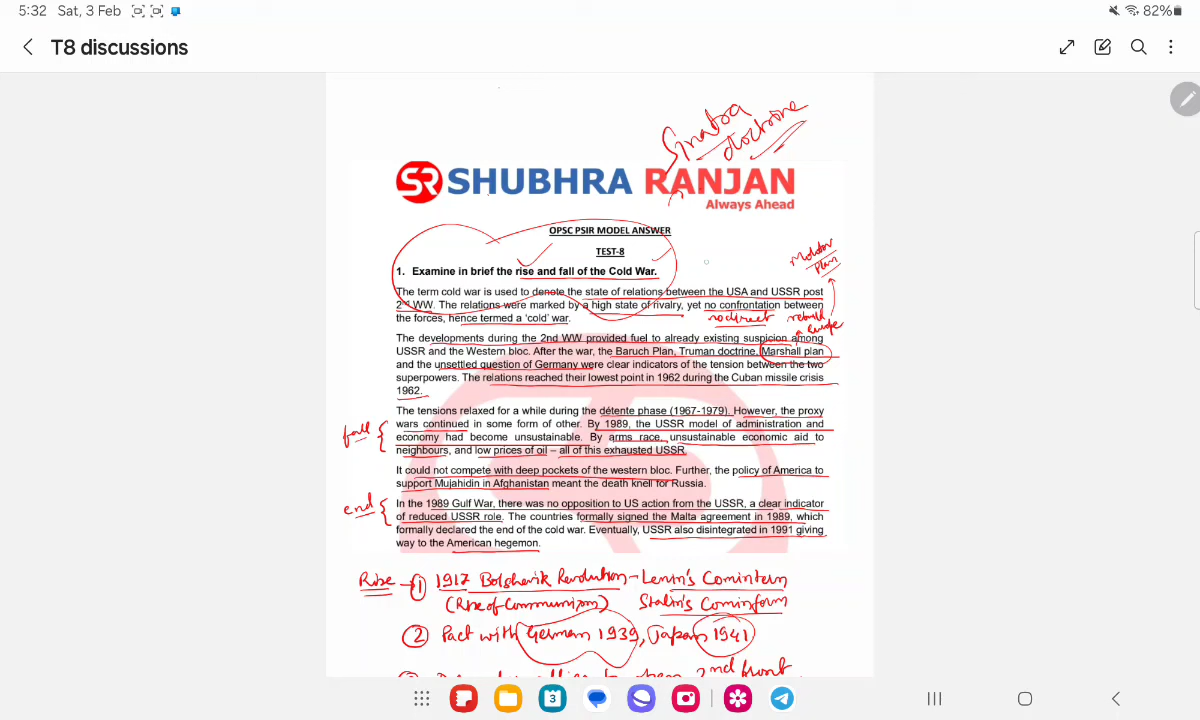 5:32 Sat, 3 Feb
82%
T8 discussions
Sinatra
doctrine
SR SHUBHRA RANJAN
Always Ahead
OPSC PSIR MODEL ANSWER
TEST-8
1. Examine in brief the rise and fall of the Cold War.
Molotov
Plan
The term cold war is used to denote the state of relations between the USA and USSR post
2nd WW. The relations were marked by a high state of rivalry, yet no confrontation between
the forces, hence termed a 'cold' war.
no direct
rebuild
Europe
The developments during the 2nd WW provided fuel to already existing suspicion among
USSR and the Western bloc. After the war, the Baruch Plan, Truman doctrine, Marshall plan
and the unsettled question of Germany were clear indicators of the tension between the two
superpowers. The relations reached their lowest point in 1962 during the Cuban missile crisis
1962.
The tensions relaxed for a while during the détente phase (1967-1979). However, the proxy
wars continued in some form of other. By 1989, the USSR model of administration and
fall
economy had become unsustainable. By arms race, unsustainable economic aid to
neighbours, and low prices of oil – all of this exhausted USSR.
It could not compete with deep pockets of the western bloc. Further, the policy of America to
support Mujahidin in Afghanistan meant the death knell for Russia.
end
In the 1989 Gulf War, there was no opposition to US action from the USSR, a clear indicator
of reduced USSR role. The countries formally signed the Malta agreement in 1989, which
formally declared the end of the cold war. Eventually, USSR also disintegrated in 1991 giving
way to the American hegemon.
Rise → ① 1917 Bolshevik Revolution – Lenin's Comintern
(Rise of Communism) Stalin's Cominform
② Pact with German 1939, Japan 1941
2nd front
3